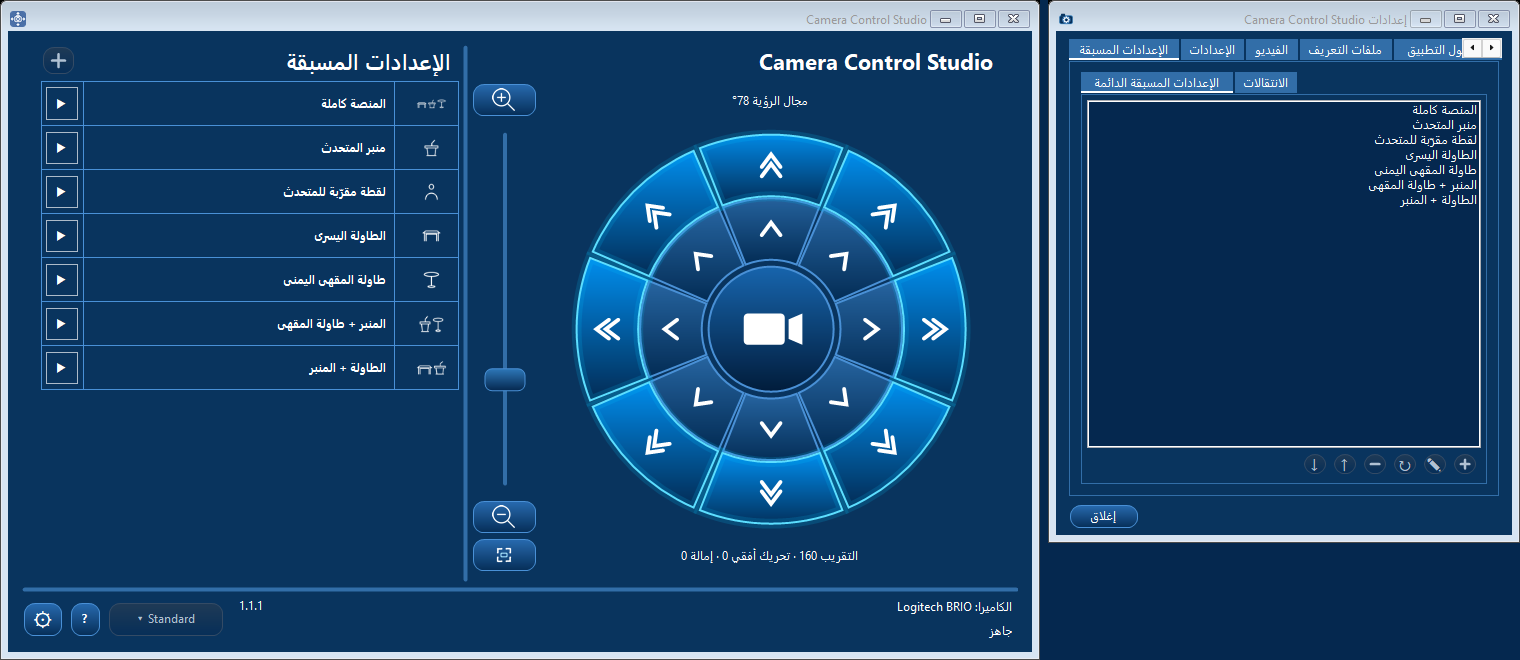 Camera Control Studio
Camera Control Studio
مجال الرؤية 78°
الإعدادات المسبقة
المنصة كاملة
منبر المتحدث
لقطة مقرّبة للمتحدث
الطاولة اليسرى
طاولة المقهى اليمنى
المنبر + طاولة المقهى
الطاولة + المنبر
التقريب 160 · تحريك أفقي 0 · إمالة 0
الكاميرا: Logitech BRIO
جاهز
1.1.1
Standard
?
إعدادات Camera Control Studio
الإعدادات المسبقة
الإعدادات
الفيديو
ملفات التعريف
ول التطبيق
الإعدادات المسبقة الدائمة
الانتقالات
المنصة كاملة
منبر المتحدث
لقطة مقرّبة للمتحدث
الطاولة اليسرى
طاولة المقهى اليمنى
المنبر + طاولة المقهى
الطاولة + المنبر
إغلاق